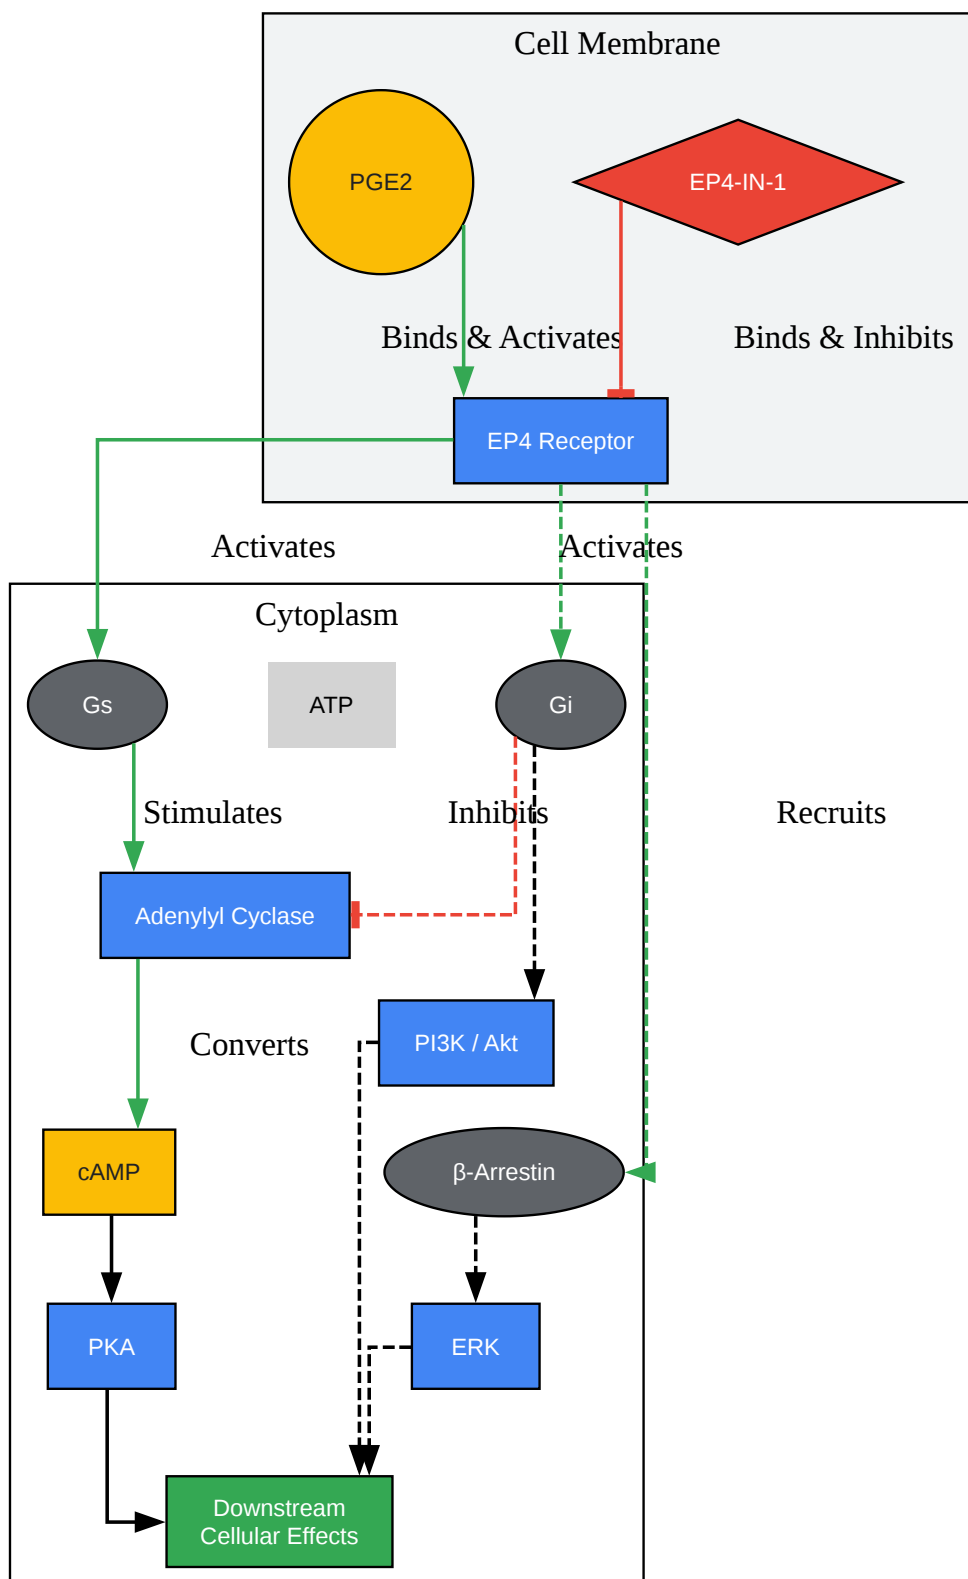 Cell Membrane
PGE2
EP4-IN-1
Binds & Activates
Binds & Inhibits
EP4 Receptor
Activates
Activates
Cytoplasm
Gs
ATP
Gi
Stimulates
Inhibits
Recruits
Adenylyl Cyclase
Converts
PI3K / Akt
cAMP
β-Arrestin
PKA
ERK
Downstream
Cellular Effects